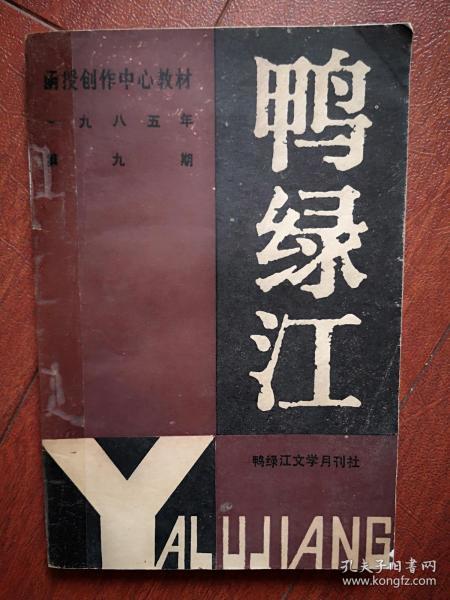 函授创作中心教材
一九八五年
第九期
鸭绿江
鸭绿江文学月刊社
YALUJIANG
孔夫子旧书网
www.kongfz.com